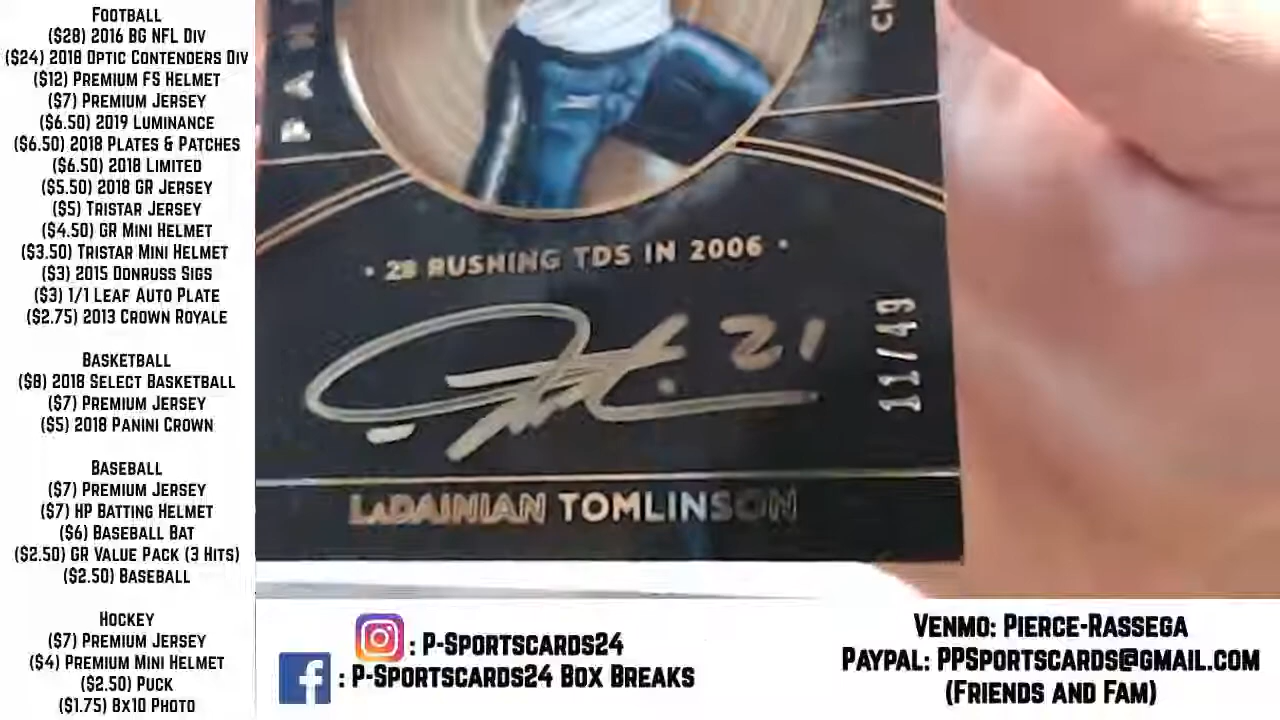 FOOTBALL
($28) 2016 BG NFL DIV
($24) 2018 OPTIC CONTENDERS DIV
($12) PREMIUM FS HELMET
($7) PREMIUM JERSEY
($6.50) 2019 LUMINANCE
($6.50) 2018 PLATES & PATCHES
($6.50) 2018 LIMITED
($5.50) 2018 GR JERSEY
($5) TRISTAR JERSEY
($4.50) GR MINI HELMET
($3.50) TRISTAR MINI HELMET
($3) 2015 DONRUSS SIGS
($3) 1/1 LEAF AUTO PLATE
($2.75) 2013 CROWN ROYALE
BASKETBALL
($8) 2018 SELECT BASKETBALL
($7) PREMIUM JERSEY
($5) 2018 PANINI CROWN
BASEBALL
($7) PREMIUM JERSEY
($7) HP BATTING HELMET
($6) BASEBALL BAT
($2.50) GR VALUE PACK (3 HITS)
($2.50) BASEBALL
HOCKEY
($7) PREMIUM JERSEY
($4) PREMIUM MINI HELMET
($2.50) PUCK
($1.75) 8X10 PHOTO
• 28 RUSHING TDS IN 2006 •
21
11/49
LADAINIAN TOMLINSON
: P-SPORTSCARDS24
: P-SPORTSCARDS24 BOX BREAKS
VENMO: PIERCE-RASSEGA
PAYPAL: PPSPORTSCARDS@GMAIL.COM
(FRIENDS AND FAM)